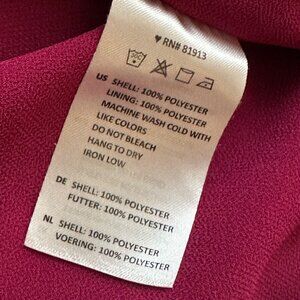 ♥ RN# 81913
US SHELL: 100% POLYESTER
LINING: 100% POLYESTER
MACHINE WASH COLD WITH
LIKE COLORS
DO NOT BLEACH
HANG TO DRY
IRON LOW
DE SHELL: 100% POLYESTER
FUTTER: 100% POLYESTER
NL SHELL: 100% POLYESTER
VOERING: 100% POLYESTER